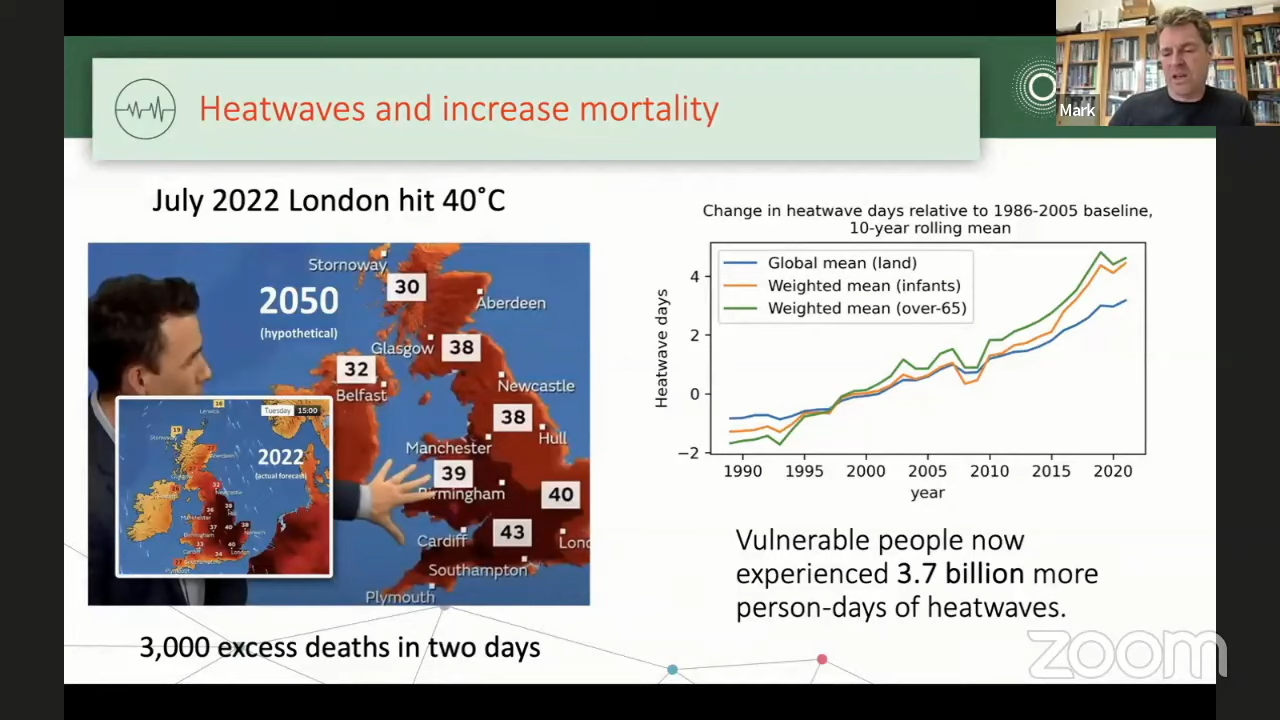 Heatwaves and increase mortality
Mark
July 2022 London hit 40˚C
Stornoway
30
2050
(hypothetical)
Aberdeen
Glasgow
38
32
Belfast
Newcastle
38
Hull
Manchester
39
Birmingham
40
43
Cardiff
Lond
Southampton
Plymouth
Tuesday 15:00
2022
(actual forecast)
3,000 excess deaths in two days
Change in heatwave days relative to 1986-2005 baseline,
10-year rolling mean
Global mean (land)
Weighted mean (infants)
Weighted mean (over-65)
Heatwave days
4
2
0
−2
1990 1995 2000 2005 2010 2015 2020
year
Vulnerable people now
experienced 3.7 billion more
person-days of heatwaves.
zoom